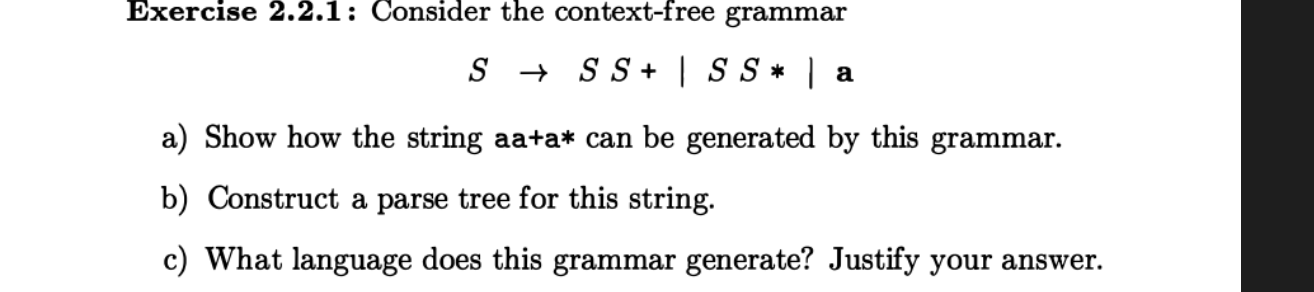 Exercise 2.2.1: Consider the context-free grammar
S → S S + | S S * | a
a) Show how the string aa+a* can be generated by this grammar.
b) Construct a parse tree for this string.
c) What language does this grammar generate? Justify your answer.